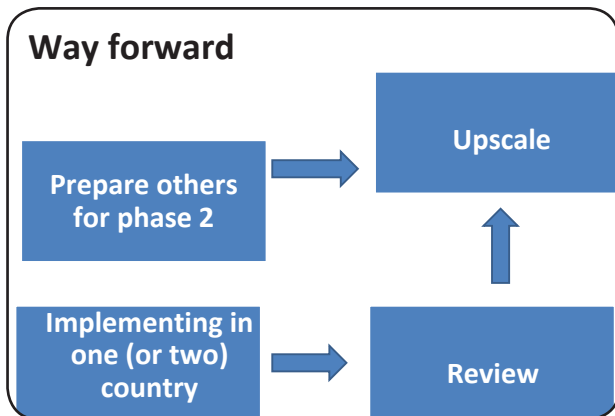 Way forward
Upscale
Prepare others
for phase 2
Implementing in
one (or two)
country
Review